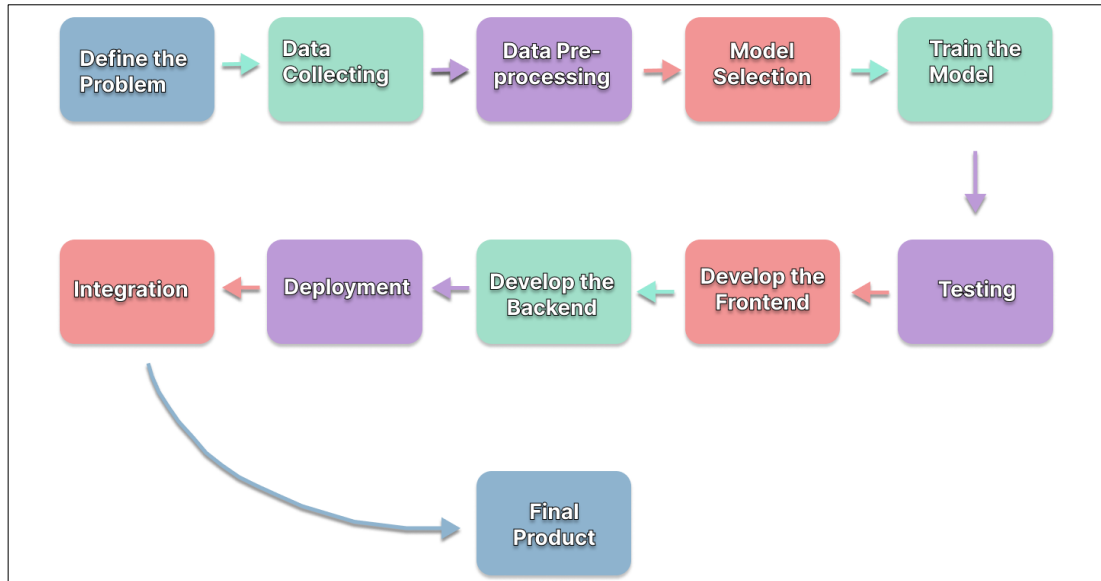 Define the
Problem
Data
Collecting
Data Pre-
processing
Model
Selection
Train the
Model
Testing
Develop the
Frontend
Develop the
Backend
Deployment
Integration
Final
Product